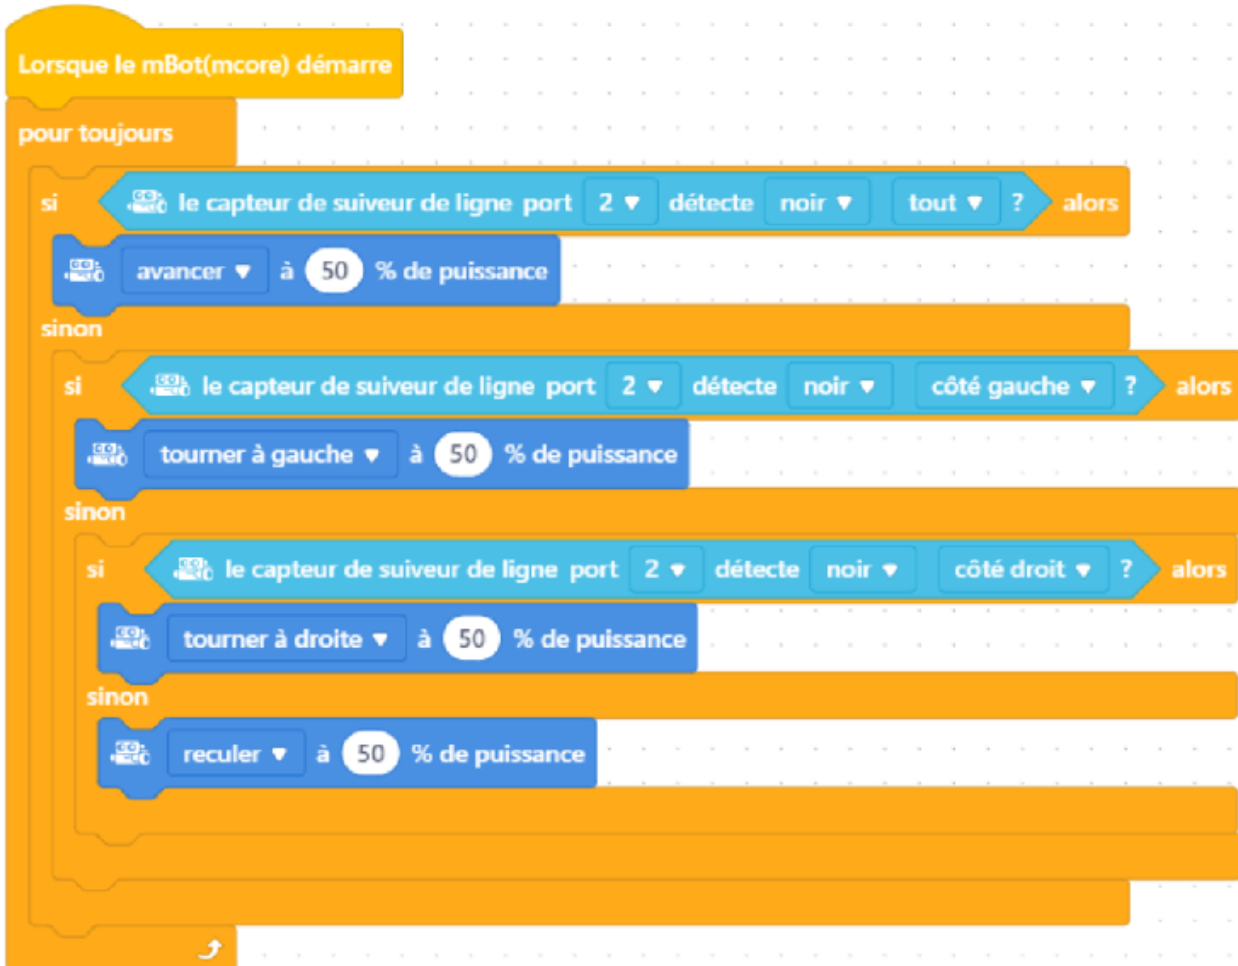 Lorsque le mBot(mcore) démarre
pour toujours
si le capteur de suiveur de ligne port 2 détecte noir tout ? alors
avancer à 50 % de puissance
sinon
si le capteur de suiveur de ligne port 2 détecte noir côté gauche ? alors
tourner à gauche à 50 % de puissance
sinon
si le capteur de suiveur de ligne port 2 détecte noir côté droit ? alors
tourner à droite à 50 % de puissance
sinon
reculer à 50 % de puissance